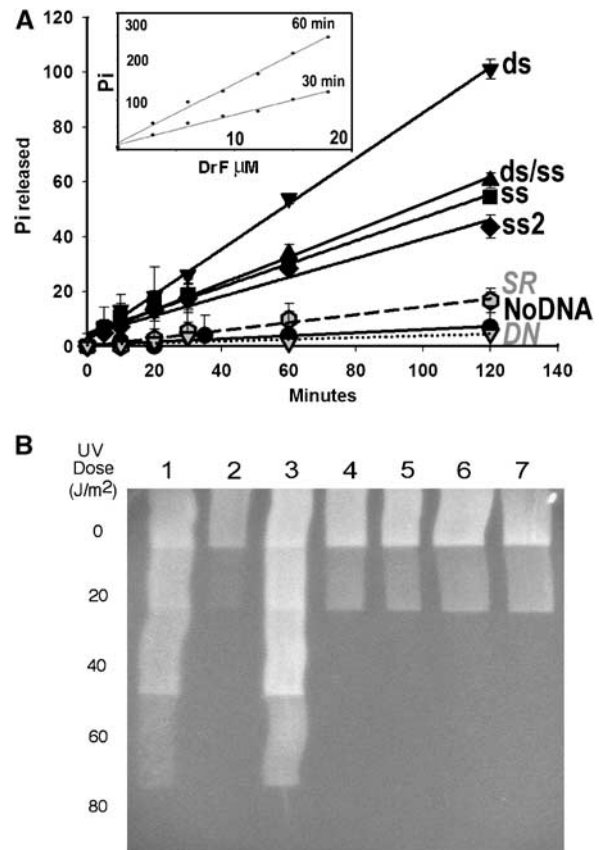 A
300
200
100
Pi
60 min
30 min
10
20
DrF µM
120
100
80
60
40
20
0
Pi released
ds
ds/ss
ss
ss2
SR
NoDNA
DN
0 20 40 60 80 100 120 140
Minutes
B
UV
Dose
(J/m2)
1 2 3 4 5 6 7
0
20
40
60
80